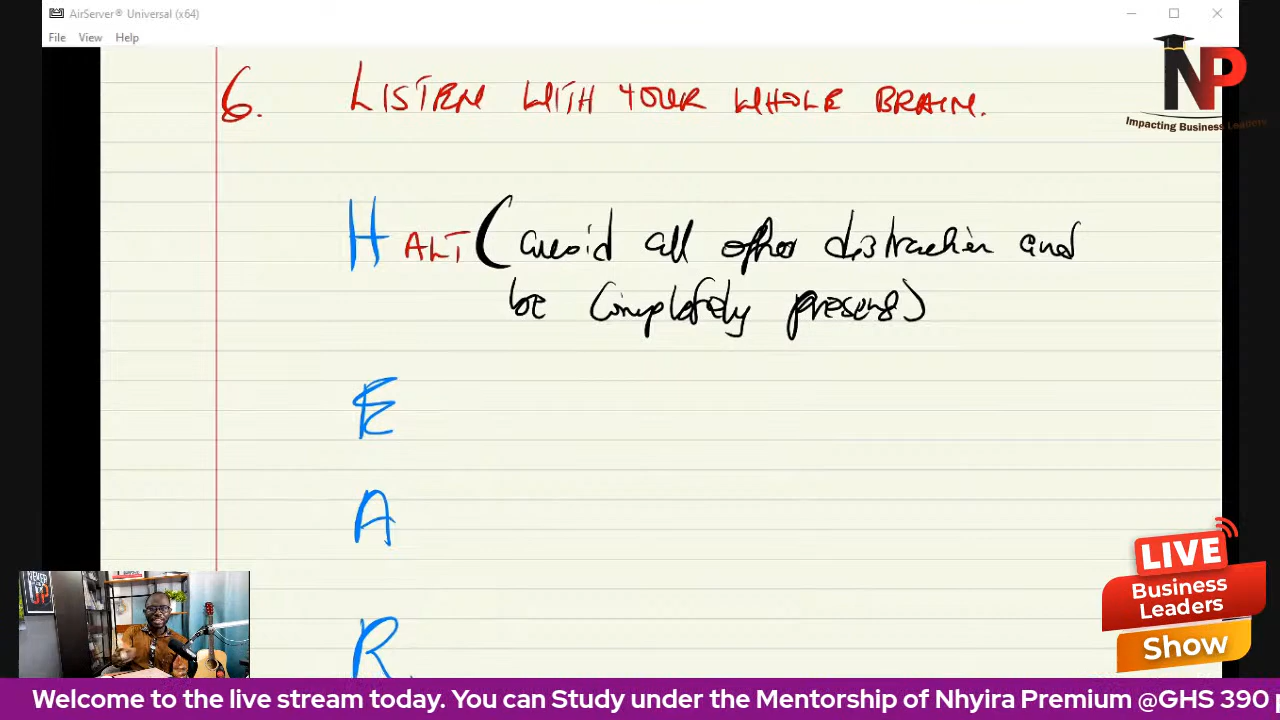 AirServer® Universal (x64)
File View Help
NP
Impacting Business Leaders
6. LISTEN WITH YOUR WHOLE BRAIN.
HALT (avoid all other distraction and
be completely present)
E
A
R
LIVE
Business
Leaders
Show
Welcome to the live stream today. You can Study under the Mentorship of Nhyira Premium @GHS 390 p